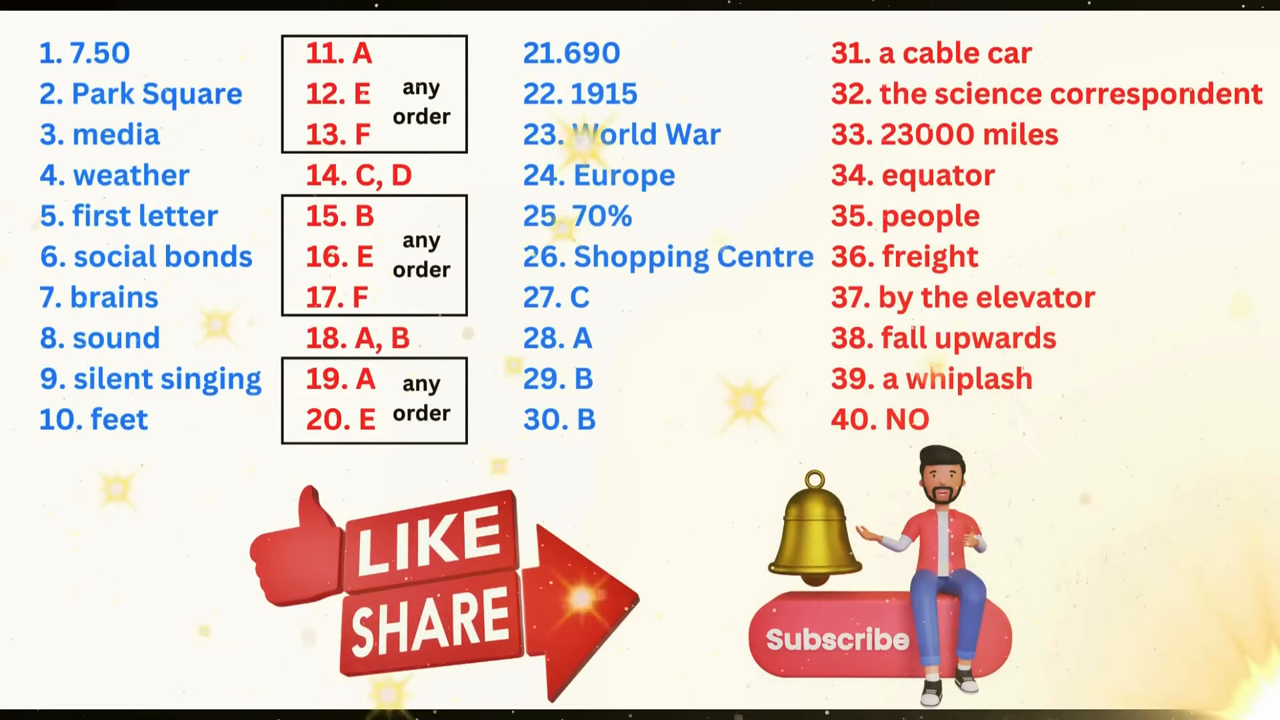 1. 7.50
2. Park Square
3. media
4. weather
5. first letter
6. social bonds
7. brains
8. sound
9. silent singing
10. feet
11. A
12. E
13. F
any
order
14. C, D
15. B
16. E
17. F
any
order
18. A, B
19. A
20. E
any
order
21.690
22. 1915
23. World War
24. Europe
25 70%
26. Shopping Centre
27. C
28. A
29. B
30. B
31. a cable car
32. the science correspondent
33. 23000 miles
34. equator
35. people
36. freight
37. by the elevator
38. fall upwards
39. a whiplash
40. NO
LIKE
SHARE
Subscribe